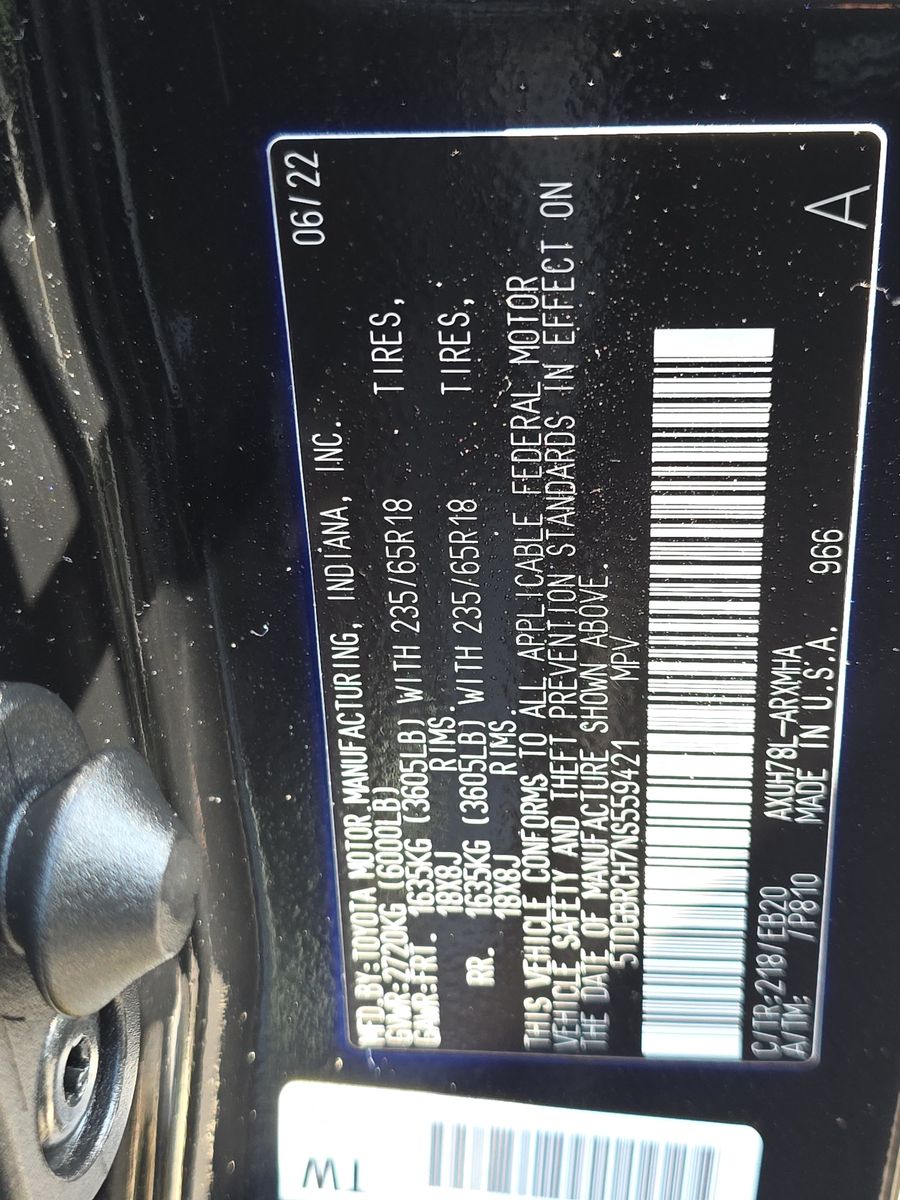 06/22
MFD.BY:TOYOTA MOTOR MANUFACTURING, INDIANA, INC.
GVWR:2720KG (6000LB)
GAWR:FRT. 1635KG (3605LB) WITH 235/65R18 TIRES,
18X8J RIMS.
RR. 1635KG (3605LB) WITH 235/65R18 TIRES,
18X8J RIMS.
THIS VEHICLE CONFORMS TO ALL APPLICABLE FEDERAL MOTOR
VEHICLE SAFETY AND THEFT PREVENTION STANDARDS IN EFFECT ON
THE DATE OF MANUFACTURE SHOWN ABOVE.
5TDGBRCH7NS559421 MPV
C/TR:218/EB20 AXUH78L-ARXMHA
A/TM: /P810 MADE IN U.S.A. 966 A
TW